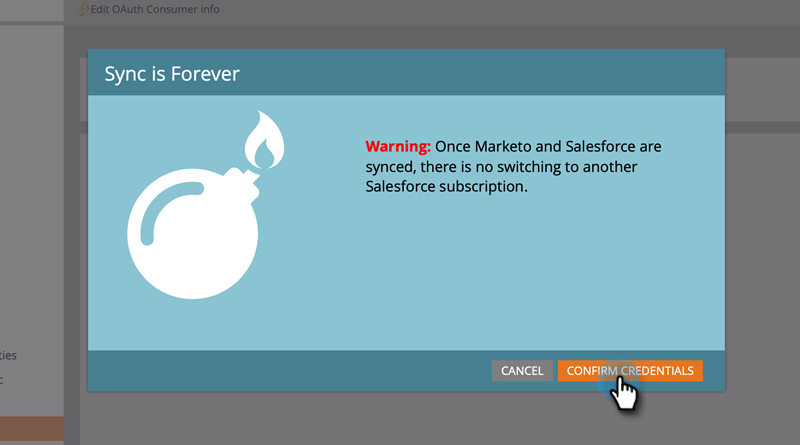 Edit OAuth Consumer info
Sync is Forever
Warning: Once Marketo and Salesforce are
synced, there is no switching to another
Salesforce subscription.
ties
c
CANCEL CONFIRM CREDENTIALS